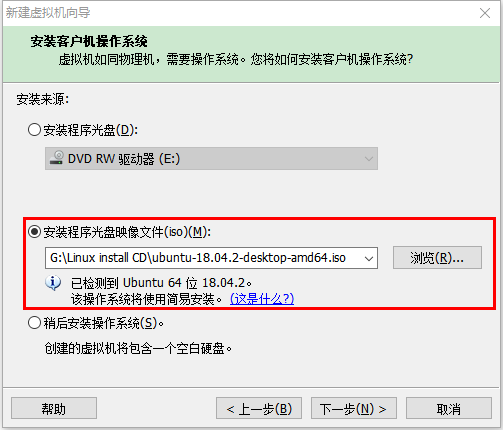 新建虚拟机向导
安装客户机操作系统
虚拟机如同物理机，需要操作系统。您将如何安装客户机操作系统?
安装来源:
安装程序光盘(D):
DVD RW 驱动器 (E:)
安装程序光盘映像文件(iso)(M):
G:\Linux install CD\ubuntu-18.04.2-desktop-amd64.iso
浏览(R)...
已检测到 Ubuntu 64 位 18.04.2。
该操作系统将使用简易安装。 (这是什么?)
稍后安装操作系统(S)。
创建的虚拟机将包含一个空白硬盘。
帮助
< 上一步(B)
下一步(N) >
取消